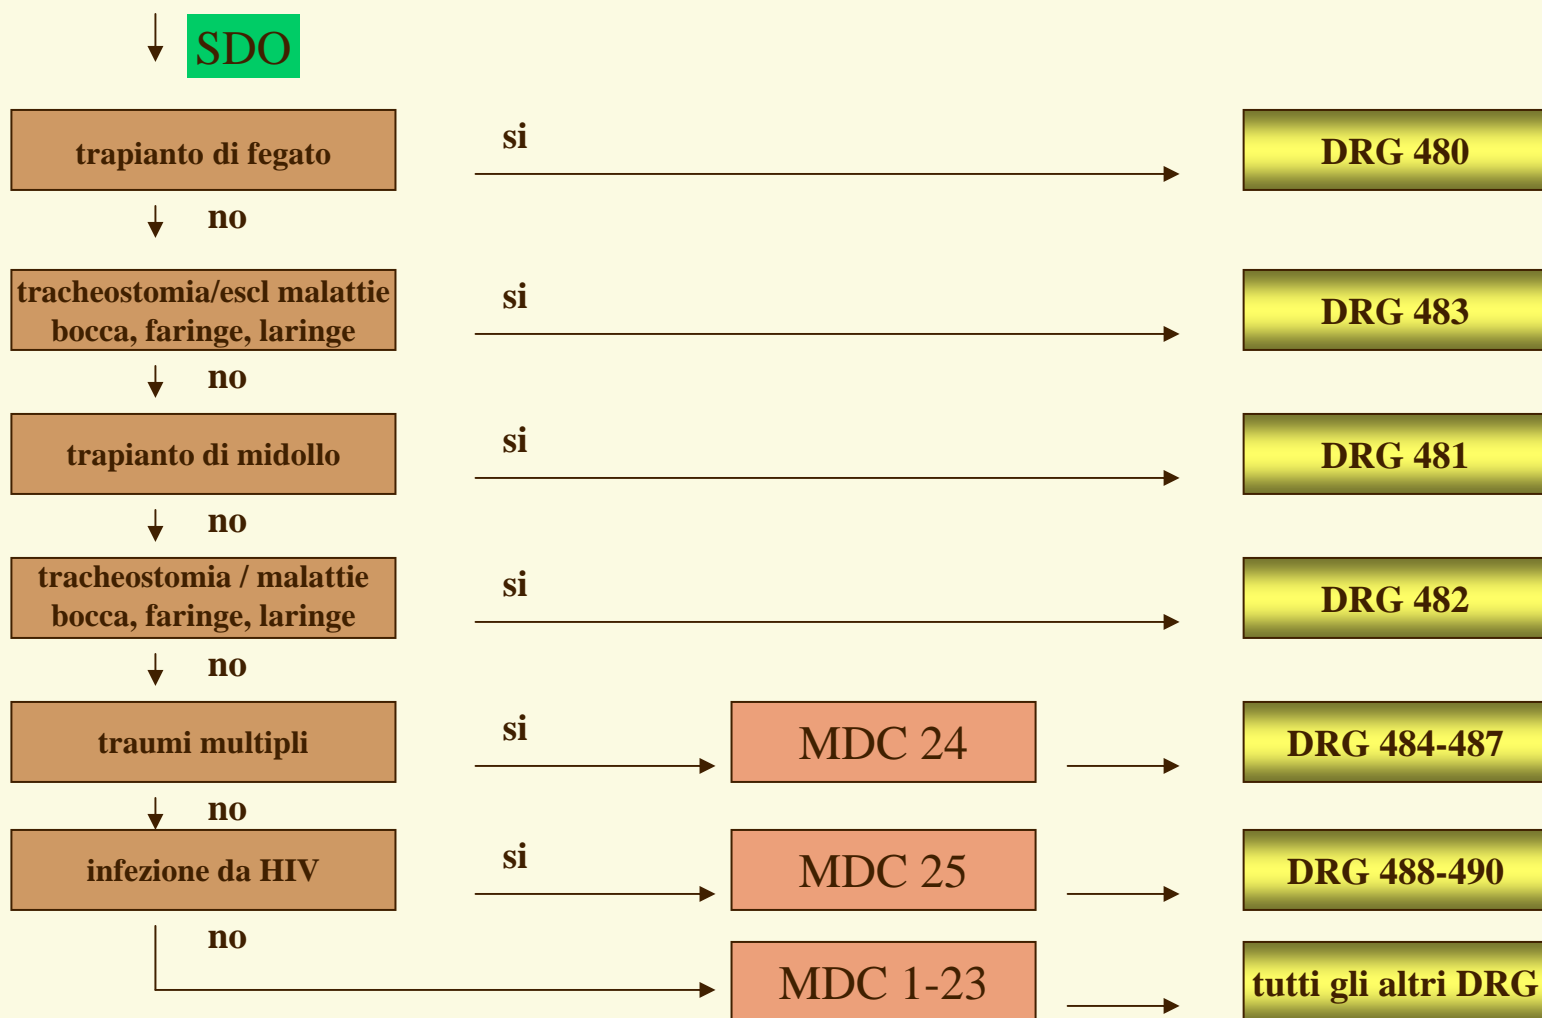 SDO
trapianto di fegato
si
DRG 480
no
tracheostomia/escl malattie
bocca, faringe, laringe
si
DRG 483
no
trapianto di midollo
si
DRG 481
no
tracheostomia / malattie
bocca, faringe, laringe
si
DRG 482
no
traumi multipli
si
MDC 24
DRG 484-487
no
infezione da HIV
si
MDC 25
DRG 488-490
no
MDC 1-23
tutti gli altri DRG